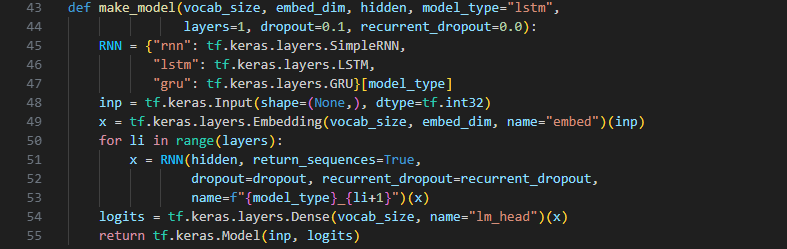 43 def make_model(vocab_size, embed_dim, hidden, model_type="lstm",
44                layers=1, dropout=0.1, recurrent_dropout=0.0):
45     RNN = {"rnn": tf.keras.layers.SimpleRNN,
46            "lstm": tf.keras.layers.LSTM,
47            "gru": tf.keras.layers.GRU}[model_type]
48     inp = tf.keras.Input(shape=(None,), dtype=tf.int32)
49     x = tf.keras.layers.Embedding(vocab_size, embed_dim, name="embed")(inp)
50     for li in range(layers):
51         x = RNN(hidden, return_sequences=True,
52                 dropout=dropout, recurrent_dropout=recurrent_dropout,
53                 name=f"{model_type}_{li+1}")(x)
54     logits = tf.keras.layers.Dense(vocab_size, name="lm_head")(x)
55     return tf.keras.Model(inp, logits)